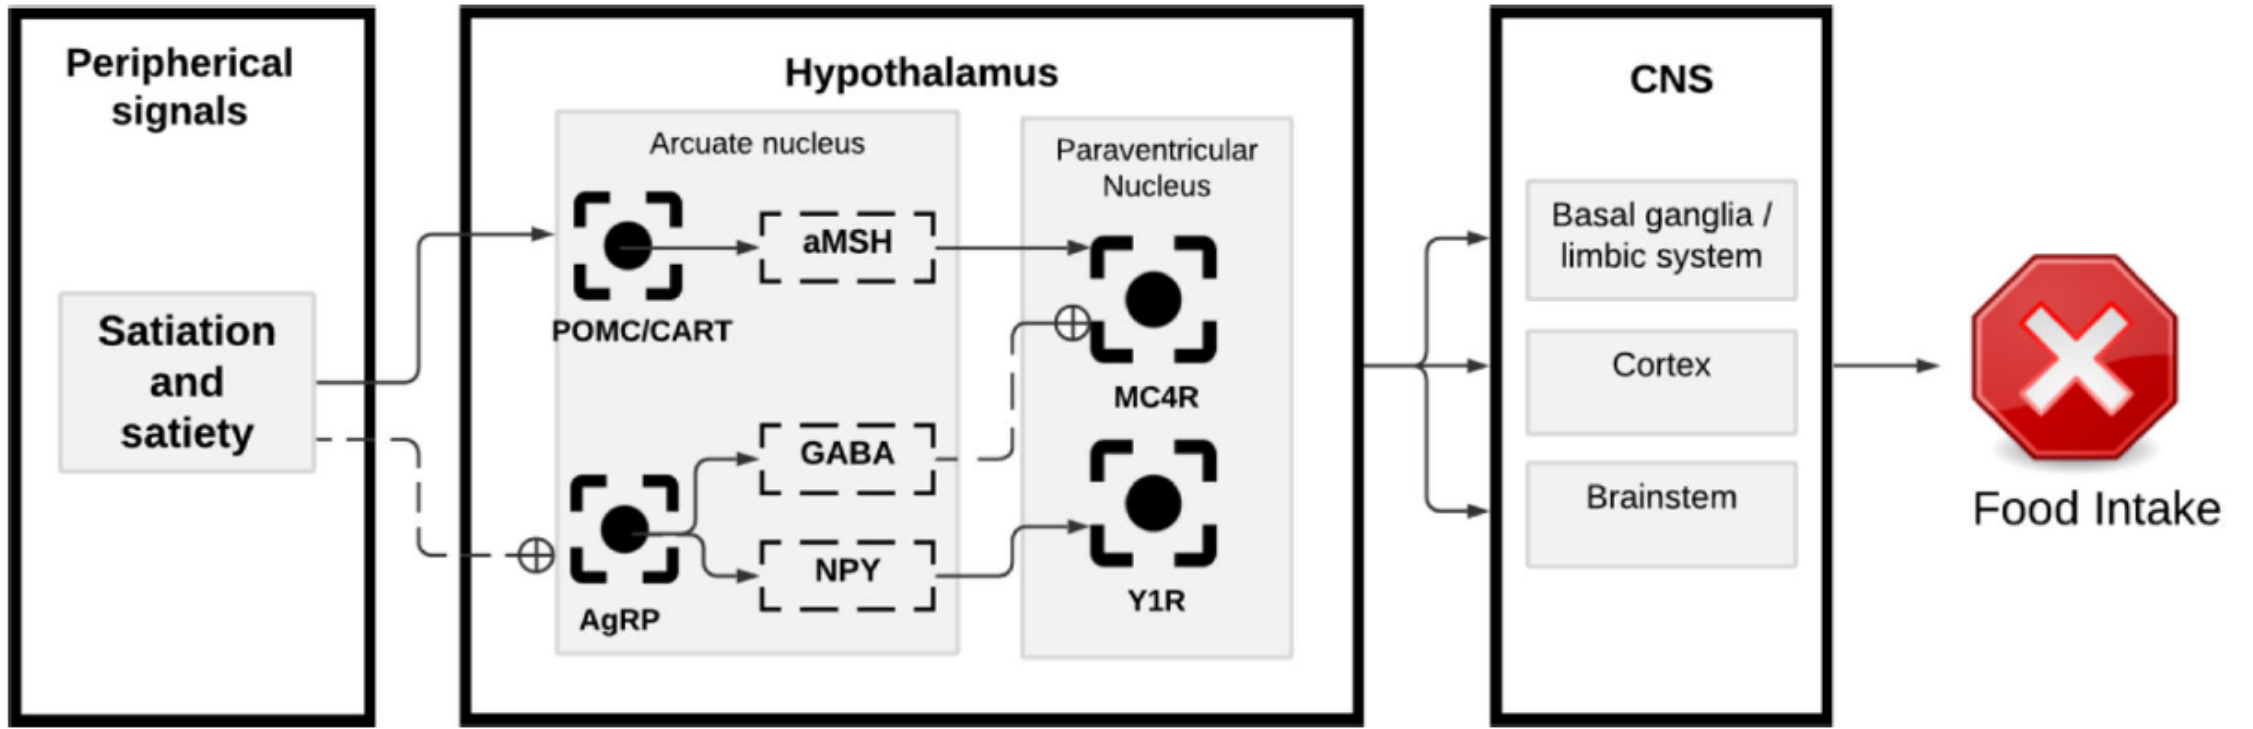 Peripherical
signals
Satiation
and
satiety
Hypothalamus
Arcuate nucleus
POMC/CART
aMSH
GABA
NPY
AgRP
Paraventricular
Nucleus
MC4R
Y1R
CNS
Basal ganglia /
limbic system
Cortex
Brainstem
Food Intake